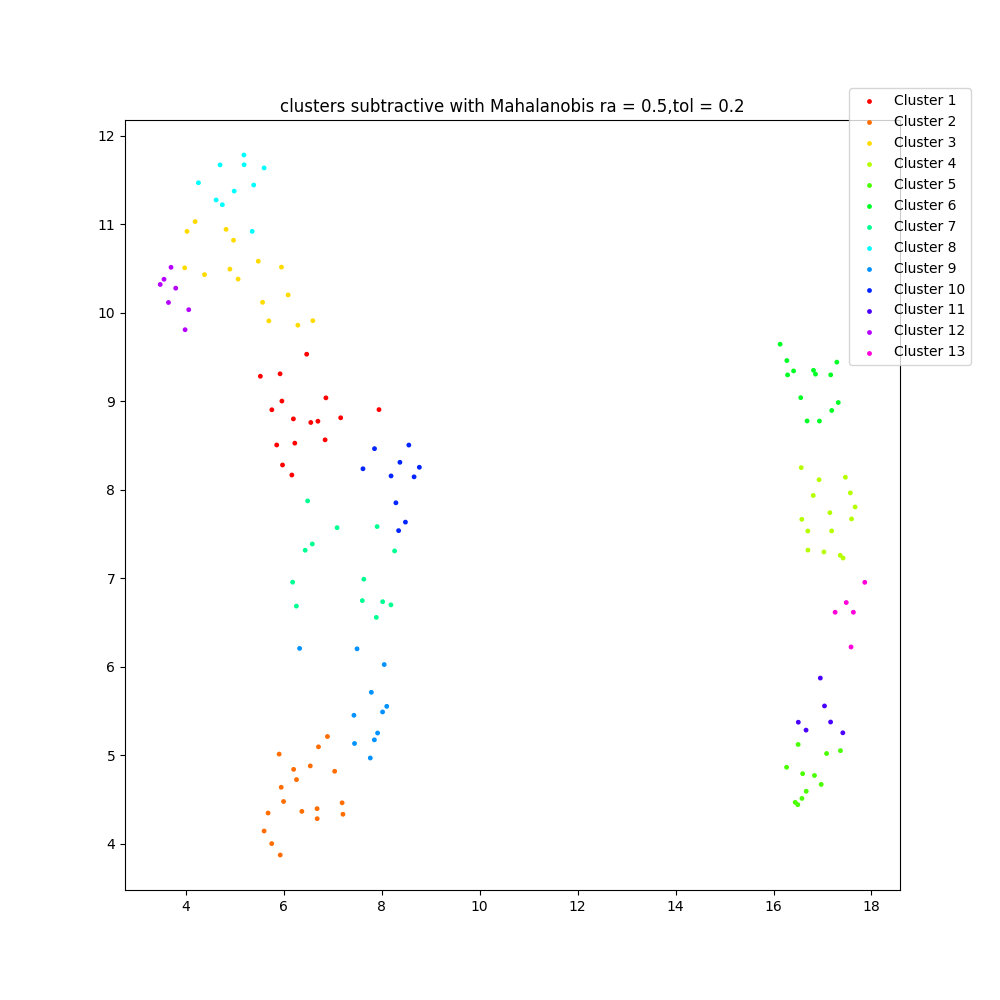 clusters subtractive with Mahalanobis ra = 0.5,tol = 0.2
Cluster 1
Cluster 2
Cluster 3
Cluster 4
Cluster 5
Cluster 6
Cluster 7
Cluster 8
Cluster 9
Cluster 10
Cluster 11
Cluster 12
Cluster 13
12
11
10
9
8
7
6
5
4
4 6 8 10 12 14 16 18